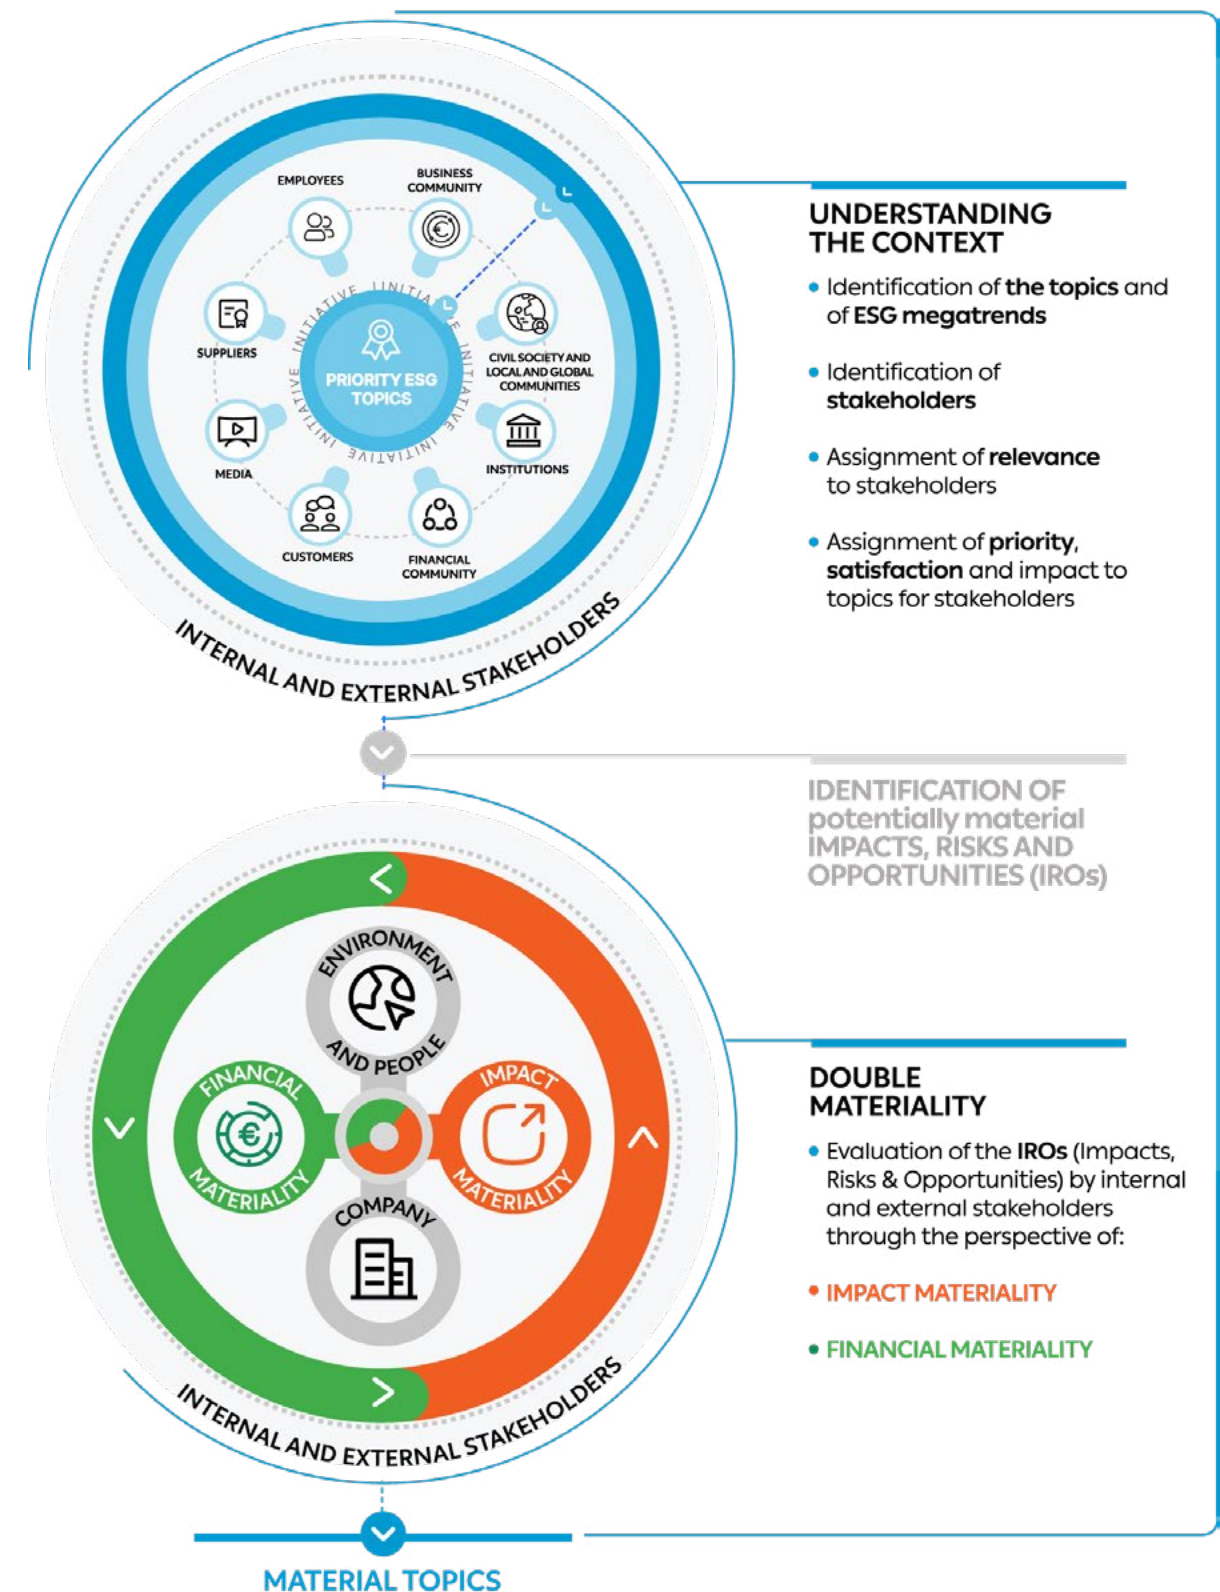 EMPLOYEES
BUSINESS
COMMUNITY
SUPPLIERS
CIVIL SOCIETY AND
LOCAL AND GLOBAL
COMMUNITIES
INITIATIVE INITIATIVE INITIATIVE INITIATIVE INITIATIVE
PRIORITY ESG
TOPICS
MEDIA
INSTITUTIONS
CUSTOMERS
FINANCIAL
COMMUNITY
INTERNAL AND EXTERNAL STAKEHOLDERS
UNDERSTANDING
THE CONTEXT
• Identification of the topics and
of ESG megatrends
• Identification of
stakeholders
• Assignment of relevance
to stakeholders
• Assignment of priority,
satisfaction and impact to
topics for stakeholders
IDENTIFICATION OF
potentially material
IMPACTS, RISKS AND
OPPORTUNITIES (IROs)
ENVIRONMENT
AND PEOPLE
FINANCIAL
MATERIALITY
€
IMPACT
MATERIALITY
COMPANY
INTERNAL AND EXTERNAL STAKEHOLDERS
DOUBLE
MATERIALITY
• Evaluation of the IROs (Impacts,
Risks & Opportunities) by internal
and external stakeholders
through the perspective of:
• IMPACT MATERIALITY
• FINANCIAL MATERIALITY
MATERIAL TOPICS